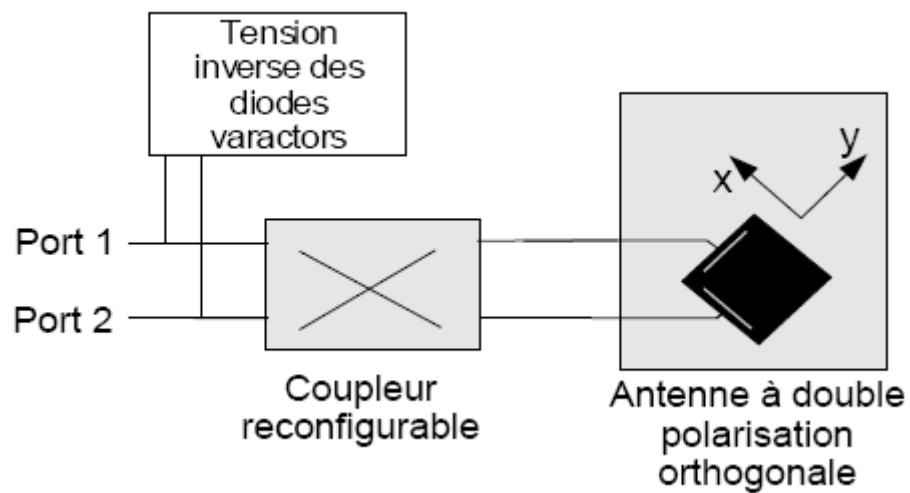 Tension
inverse des
diodes
varactors
Port 1
Port 2
Coupleur
reconfigurable
x
y
Antenne à double
polarisation
orthogonale